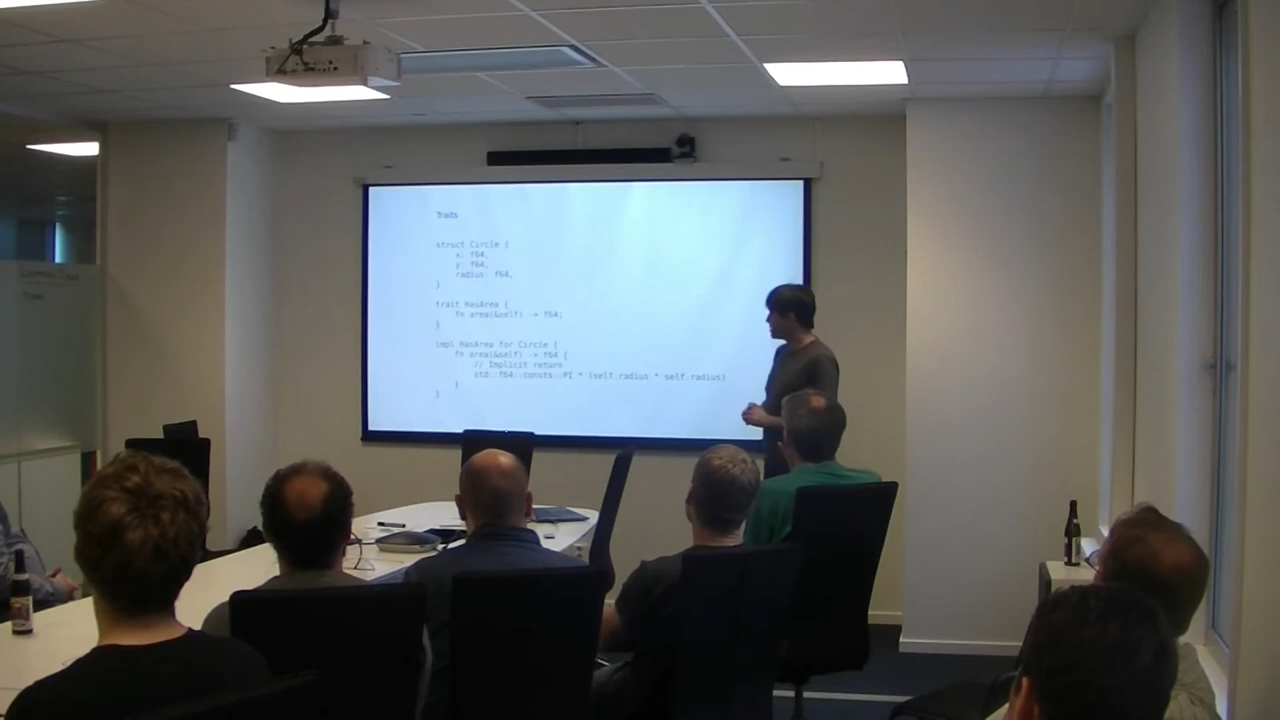 Traits
struct Circle {
x: f64,
y: f64,
radius: f64,
}
trait HasArea {
fn area(&self) -> f64;
}
impl HasArea for Circle {
fn area(&self) -> f64 {
// Implicit return
std::f64::consts::PI * (self.radius * self.radius)
}
}